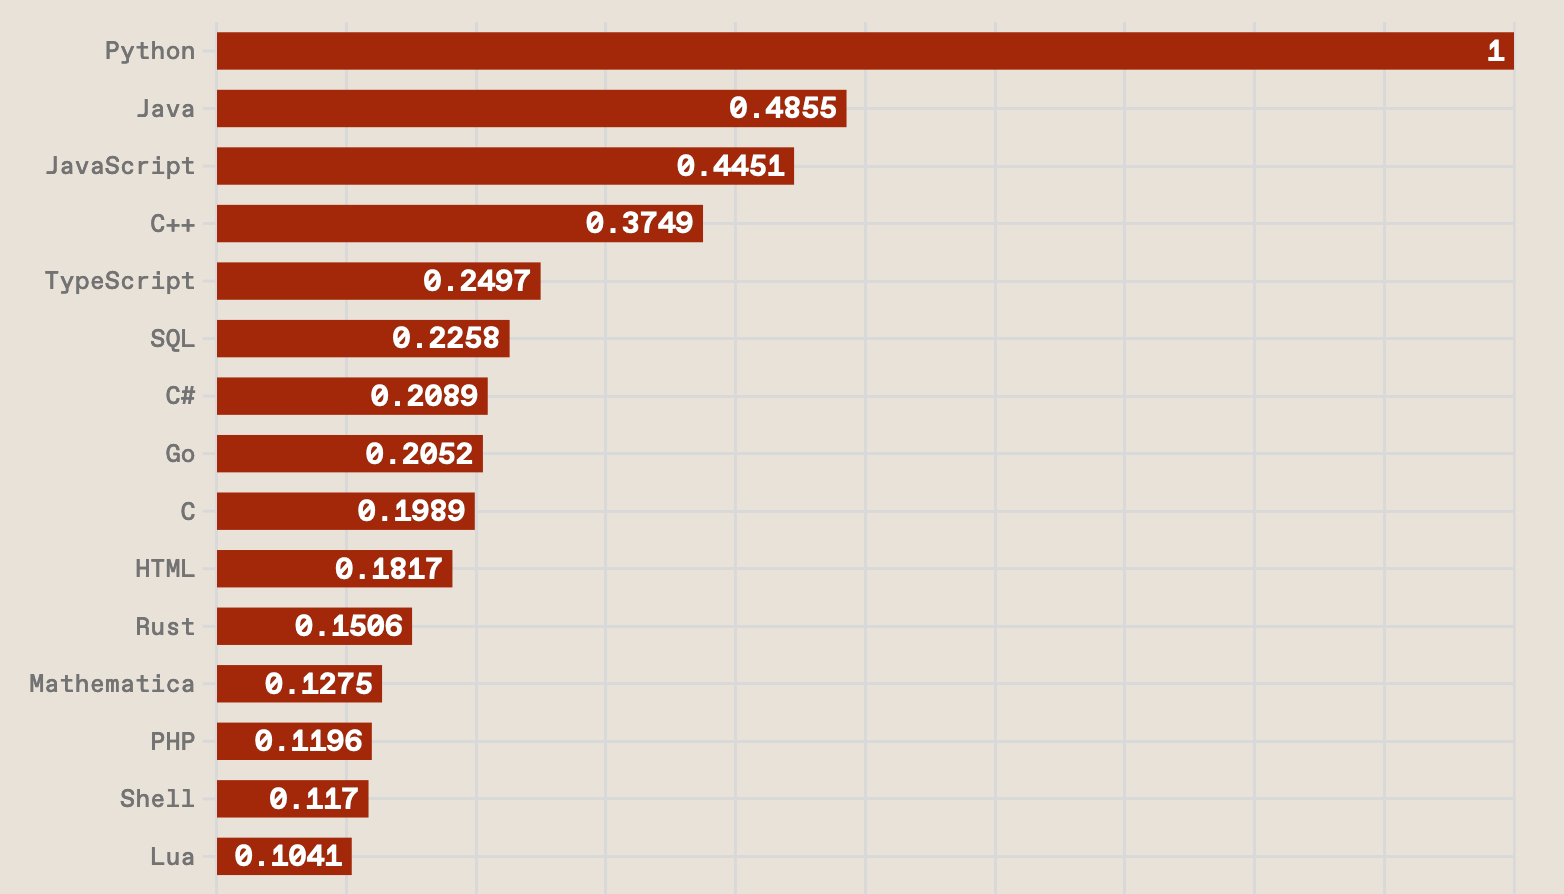 Python 1
Java 0.4855
JavaScript 0.4451
C++ 0.3749
TypeScript 0.2497
SQL 0.2258
C# 0.2089
Go 0.2052
C 0.1989
HTML 0.1817
Rust 0.1506
Mathematica 0.1275
PHP 0.1196
Shell 0.117
Lua 0.1041